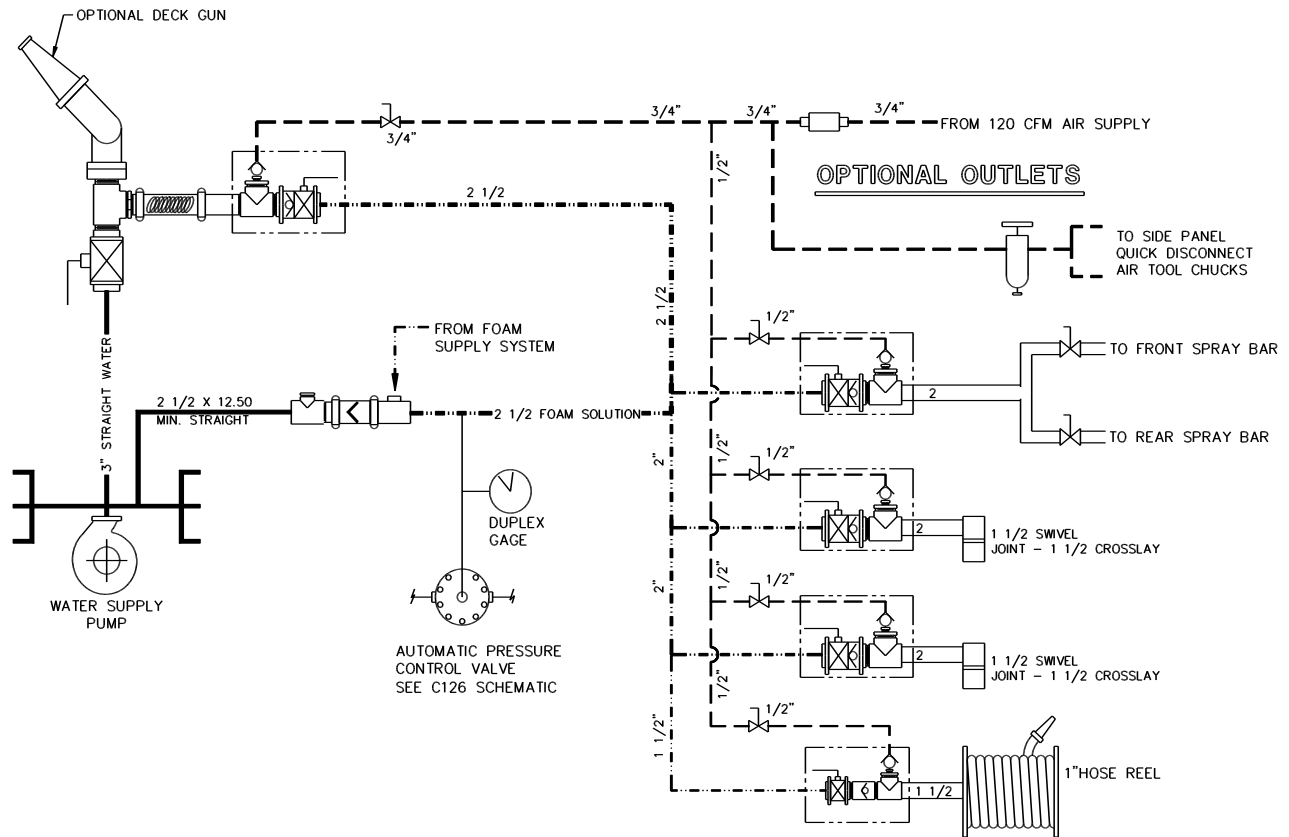 OPTIONAL DECK GUN
3/4"
3/4"
3/4"
3/4"
FROM 120 CFM AIR SUPPLY
1/2"
OPTIONAL OUTLETS
2 1/2
TO SIDE PANEL
QUICK DISCONNECT
AIR TOOL CHUCKS
2 1/2
1/2"
FROM FOAM
SUPPLY SYSTEM
TO FRONT SPRAY BAR
3" STRAIGHT WATER
2 1/2 X 12.50
MIN. STRAIGHT
2 1/2 FOAM SOLUTION
2
TO REAR SPRAY BAR
2"
1/2"
1/2"
DUPLEX
GAGE
2
1 1/2 SWIVEL
JOINT - 1 1/2 CROSSLAY
WATER SUPPLY
PUMP
2"
1/2"
1/2"
AUTOMATIC PRESSURE
CONTROL VALVE
SEE C126 SCHEMATIC
2
1 1/2 SWIVEL
JOINT - 1 1/2 CROSSLAY
1 1/2"
1/2"
1/2"
1 1/2
1"HOSE REEL